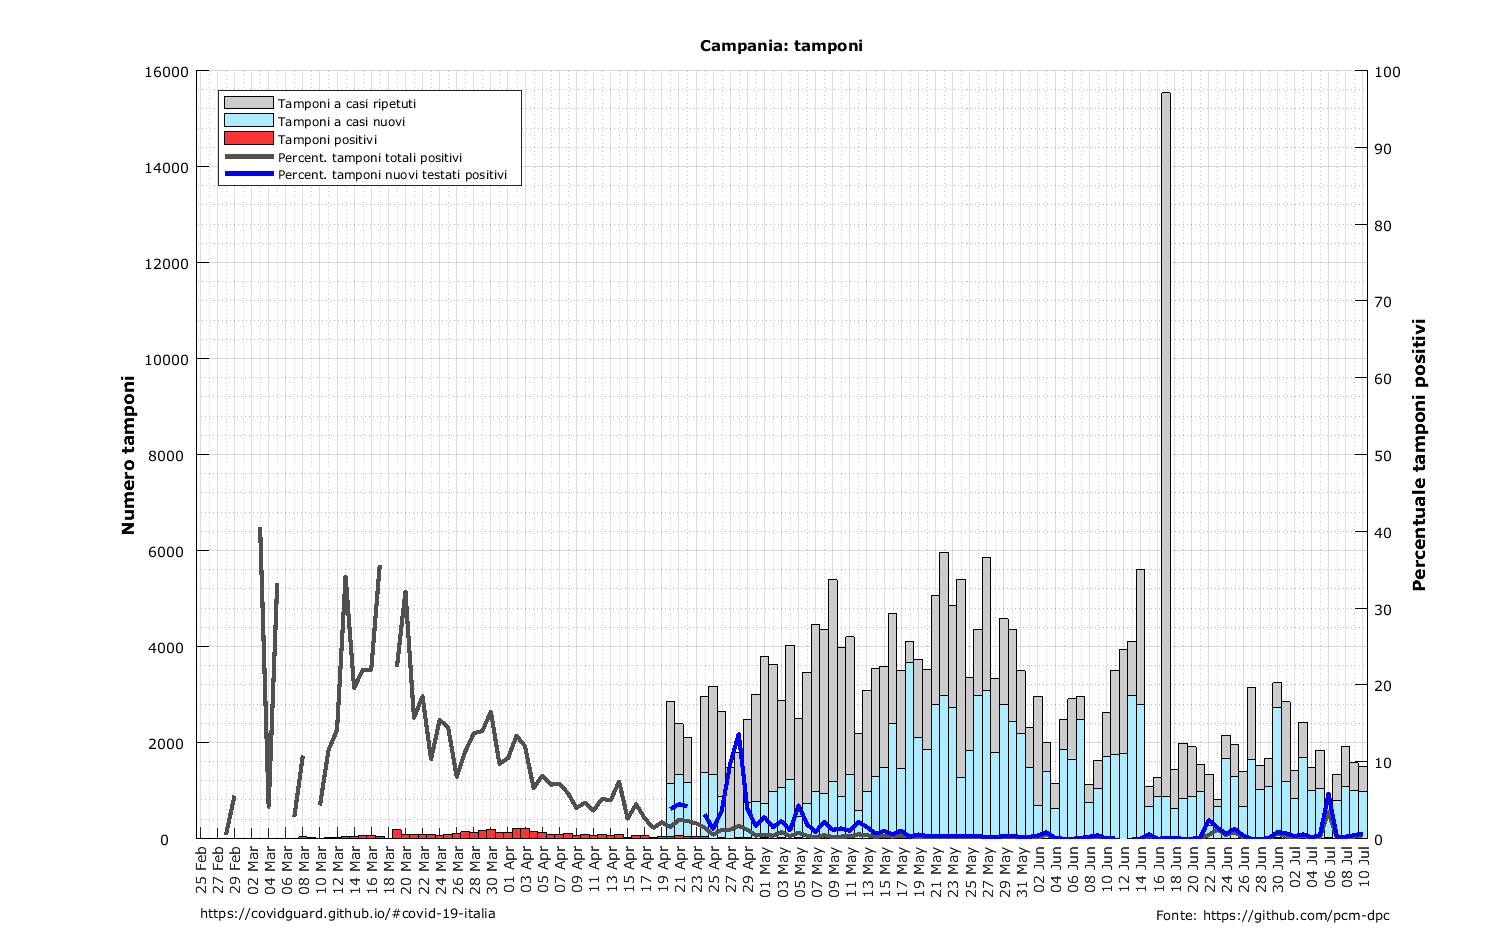 Campania: tamponi
16000
14000
12000
10000
8000
6000
4000
2000
0
Numero tamponi
Tamponi a casi ripetuti
Tamponi a casi nuovi
Tamponi positivi
Percent. tamponi totali positivi
Percent. tamponi nuovi testati positivi
100
90
80
70
60
50
40
30
20
10
0
Percentuale tamponi positivi
25 Feb
27 Feb
29 Feb
02 Mar
04 Mar
06 Mar
08 Mar
10 Mar
12 Mar
14 Mar
16 Mar
18 Mar
20 Mar
22 Mar
24 Mar
26 Mar
28 Mar
30 Mar
01 Apr
03 Apr
05 Apr
07 Apr
09 Apr
11 Apr
13 Apr
15 Apr
17 Apr
19 Apr
21 Apr
23 Apr
25 Apr
27 Apr
29 Apr
01 May
03 May
05 May
07 May
09 May
11 May
13 May
15 May
17 May
19 May
21 May
23 May
25 May
27 May
29 May
31 May
02 Jun
04 Jun
06 Jun
08 Jun
10 Jun
12 Jun
14 Jun
16 Jun
18 Jun
20 Jun
22 Jun
24 Jun
26 Jun
28 Jun
30 Jun
02 Jul
04 Jul
06 Jul
08 Jul
10 Jul
https://covidguard.github.io/#covid-19-italia
Fonte: https://github.com/pcm-dpc